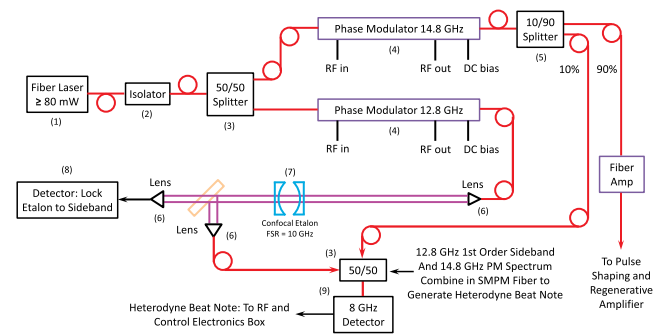 Phase Modulator 14.8 GHz
(4)
RF in
RF out
DC bias
10/90
Splitter
(5)
10%
90%
Fiber Laser
≥ 80 mW
(1)
Isolator
(2)
50/50
Splitter
(3)
Phase Modulator 12.8 GHz
(4)
RF in
RF out
DC bias
(8)
Detector: Lock
Etalon to Sideband
Lens
(6)
Lens
(6)
(7)
Confocal Etalon
FSR = 10 GHz
Lens
(6)
Fiber
Amp
To Pulse
Shaping and
Regenerative
Amplifier
(3)
50/50
(9)
12.8 GHz 1st Order Sideband
And 14.8 GHz PM Spectrum
Combine in SMPM Fiber to
Generate Heterodyne Beat Note
Heterodyne Beat Note: To RF and
Control Electronics Box
8 GHz
Detector